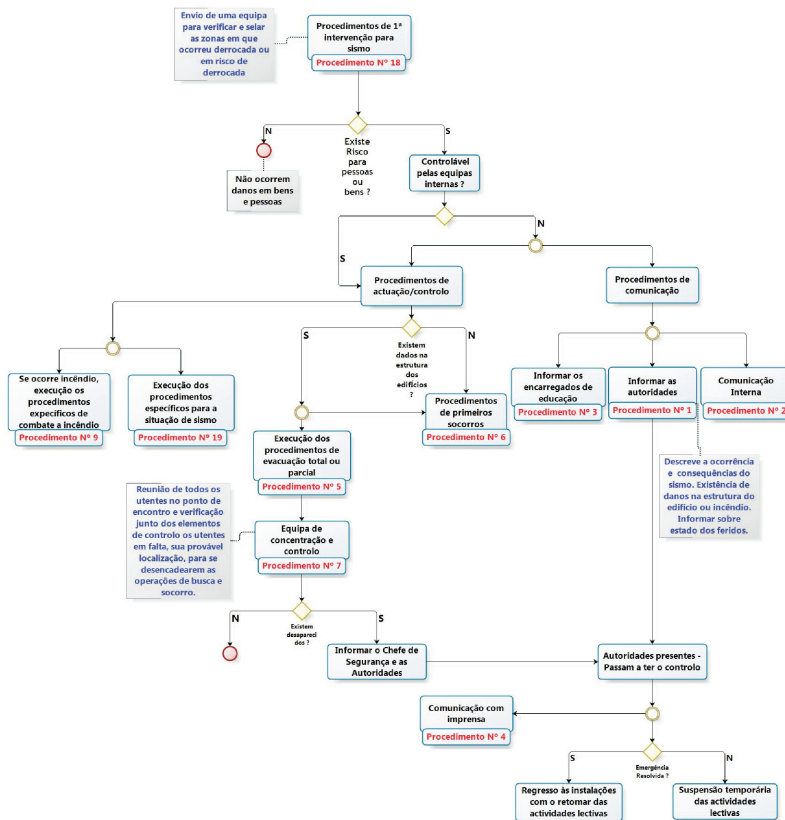 Envio de uma equipa
para verificar e selar
as zonas em que
ocorreu derrocada ou
em risco de
derrocada
Procedimentos de 1ª
intervenção para
sismo
Procedimento Nº 18
N
S
Existe
Risco
para
pessoas
ou
bens ?
Não ocorrem
danos em bens
e pessoas
Controlável
pelas equipas
internas ?
N
S
Procedimentos de
actuação/controlo
Procedimentos de
comunicação
S
N
Existem
dados na
estrutura
dos
edifícios
?
Se ocorre incêndio,
execução os
procedimentos
expecíficos de
combate a incêndio
Procedimento Nº 9
Execução dos
procedimentos
específicos para a
situação de sismo
Procedimento Nº 19
Procedimentos
de primeiros
socorros
Procedimento Nº 6
Informar os
encarregados de
educação
Procedimento Nº 3
Informar as
autoridades
Procedimento Nº 1
Comunicação
Interna
Procedimento Nº 2
Execução dos
procedimentos de
evacuação total ou
parcial
Procedimento Nº 5
Descreve a ocorrência
e consequências do
sismo. Existência de
danos na estrutura do
edifício ou incêndio.
Informar sobre
estado dos feridos.
Reunião de todos os
utentes no ponto de
encontro e verificação
junto dos elementos
de controlo os utentes
em falta, sua provável
localização, para se
desencadearem as
operações de busca e
socorro.
Equipa de
concentração e
controlo
Procedimento Nº 7
N
S
Existem
desapareci
dos ?
Informar o Chefe de
Segurança e as
Autoridades
Autoridades presentes -
Passam a ter o controlo
Comunicação com
imprensa
Procedimento Nº 4
S
N
Emergência
Resolvida ?
Regresso às instalações
com o retomar das
actividades lectivas
Suspensão temporária
das actividades
lectivas